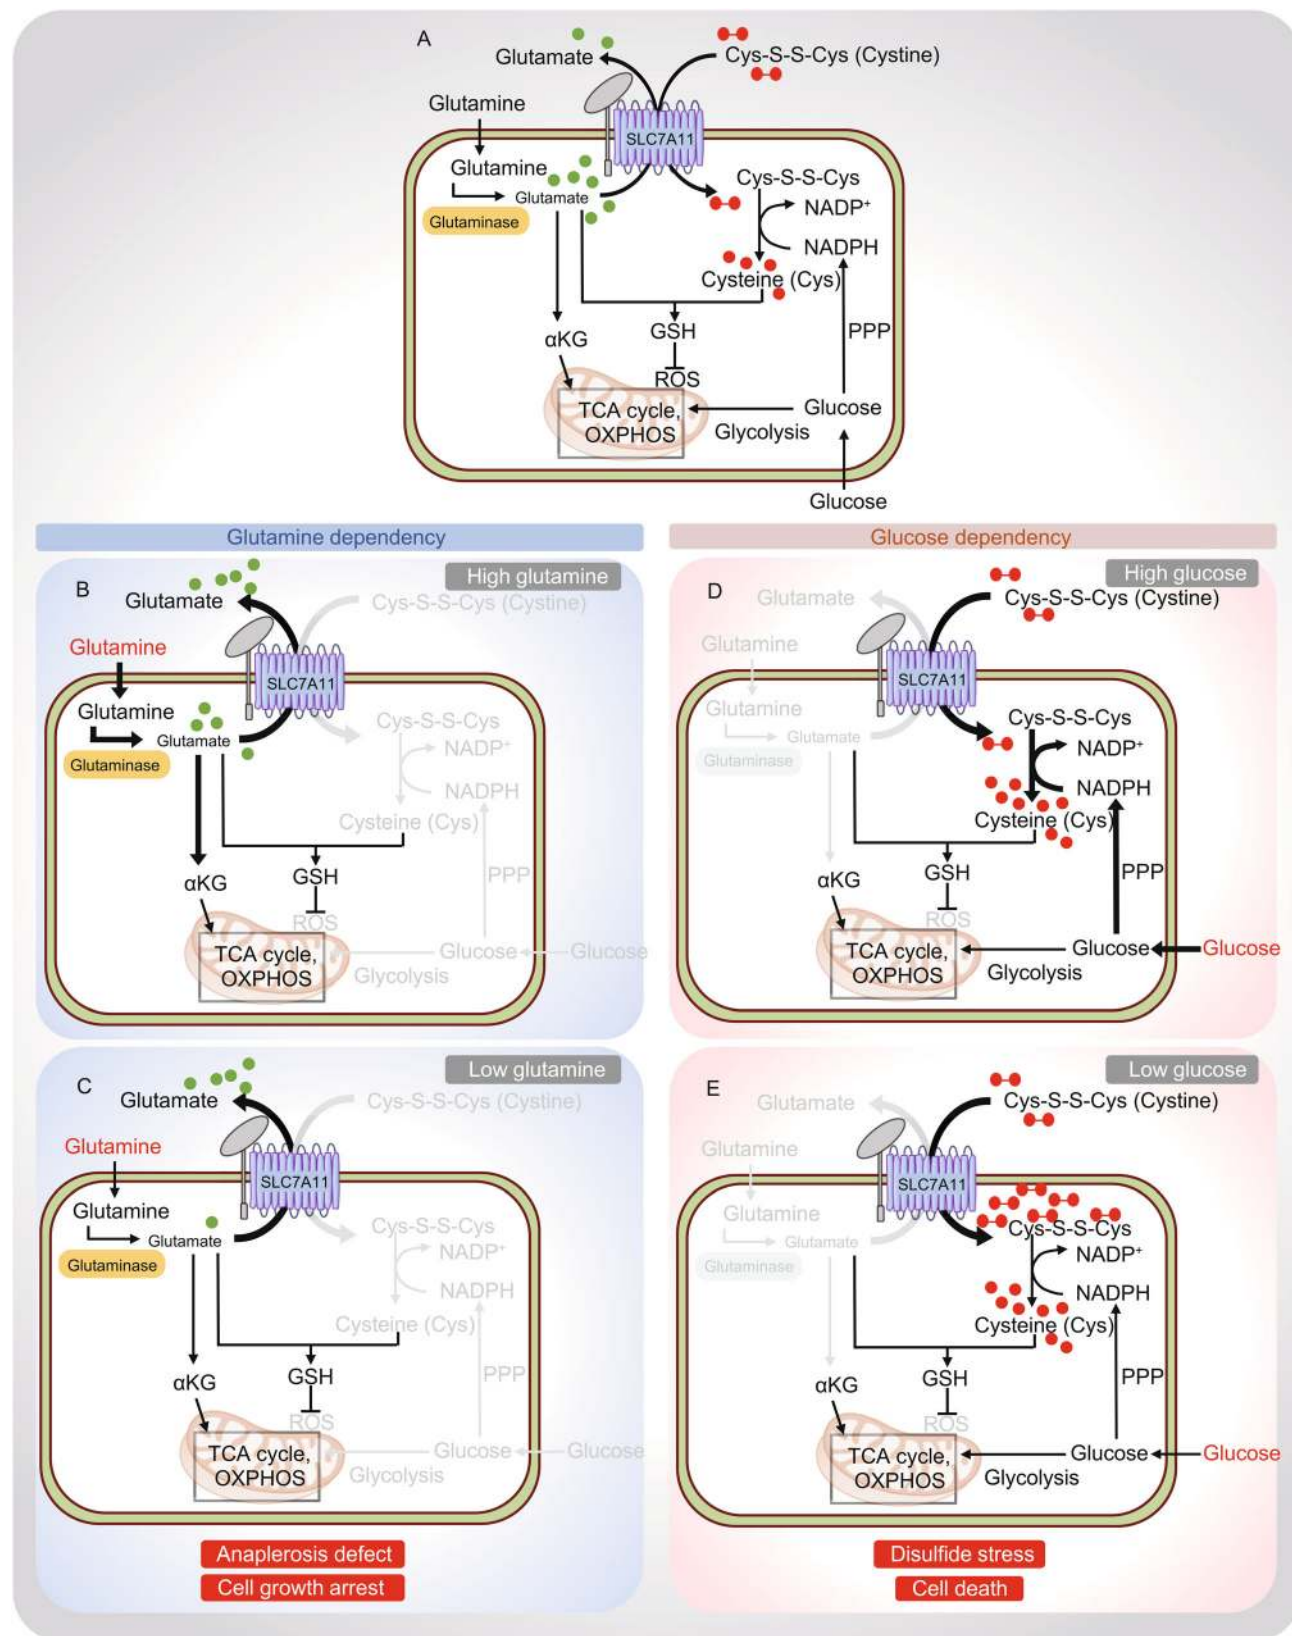 A
Glutamate
Cys-S-S-Cys (Cystine)
Glutamine
SLC7A11
Glutamine
Glutamate
Glutaminase
Cys-S-S-Cys
NADP+
NADPH
Cysteine (Cys)
GSH
PPP
αKG
ROS
TCA cycle,
OXPHOS
Glucose
Glycolysis
Glucose
Glutamine dependency
High glutamine
B
Glutamate
Cys-S-S-Cys (Cystine)
Glutamine
SLC7A11
Glutamine
Glutamate
Glutaminase
Cys-S-S-Cys
NADP+
NADPH
Cysteine (Cys)
GSH
PPP
αKG
ROS
TCA cycle,
OXPHOS
Glucose
Glucose
Glycolysis
Low glutamine
C
Glutamate
Cys-S-S-Cys (Cystine)
Glutamine
SLC7A11
Glutamine
Glutamate
Glutaminase
Cys-S-S-Cys
NADP+
NADPH
Cysteine (Cys)
GSH
PPP
αKG
ROS
TCA cycle,
OXPHOS
Glucose
Glucose
Glycolysis
Anaplerosis defect
Cell growth arrest
Glucose dependency
High glucose
D
Glutamate
Cys-S-S-Cys (Cystine)
Glutamine
SLC7A11
Glutamine
Glutamate
Glutaminase
Cys-S-S-Cys
NADP+
NADPH
Cysteine (Cys)
GSH
PPP
αKG
ROS
TCA cycle,
OXPHOS
Glucose
Glucose
Glycolysis
Low glucose
E
Glutamate
Cys-S-S-Cys (Cystine)
Glutamine
SLC7A11
Glutamine
Glutamate
Glutaminase
Cys-S-S-Cys
NADP+
NADPH
Cysteine (Cys)
GSH
PPP
αKG
ROS
TCA cycle,
OXPHOS
Glucose
Glucose
Glycolysis
Disulfide stress
Cell death